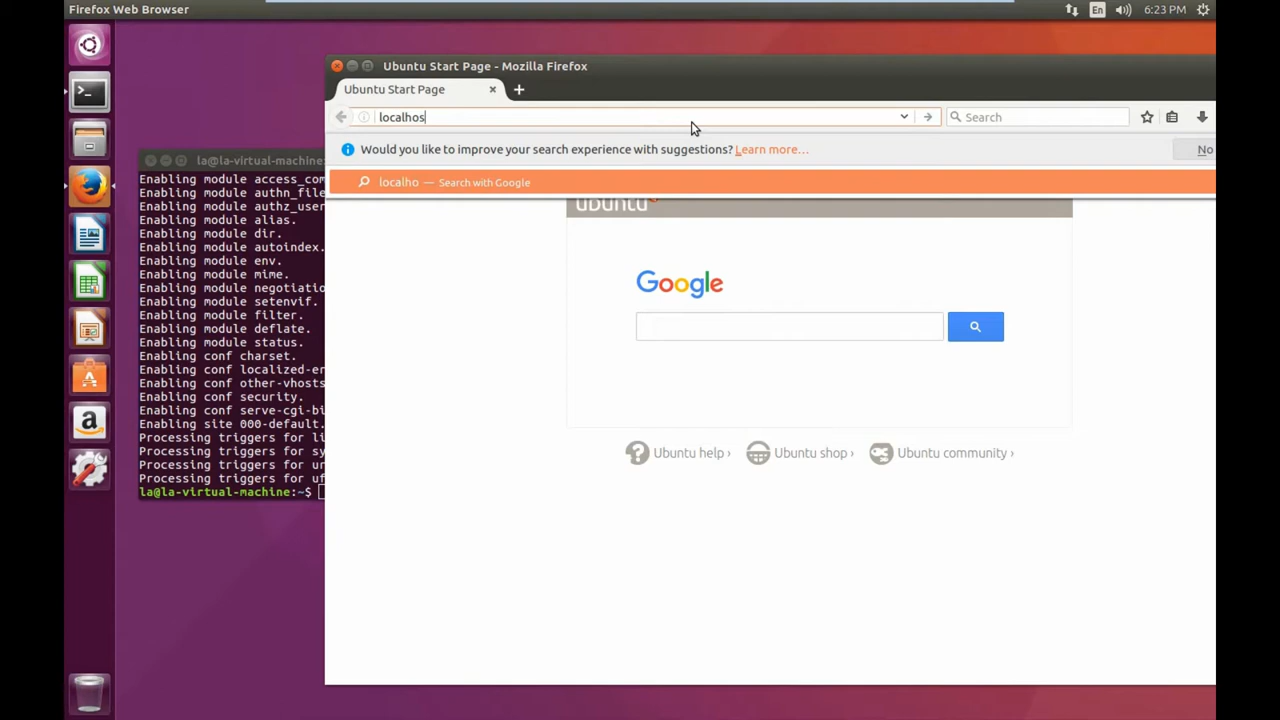 Firefox Web Browser
En
6:23 PM
Ubuntu Start Page - Mozilla Firefox
Ubuntu Start Page
localhos
Search
Would you like to improve your search experience with suggestions? Learn more…
No
localho — Search with Google
ubuntu
Google
Ubuntu help ›
Ubuntu shop ›
Ubuntu community ›
la@la-virtual-machine:
Enabling module access_com
Enabling module authn_file
Enabling module authz_user
Enabling module alias.
Enabling module dir.
Enabling module autoindex.
Enabling module env.
Enabling module mime.
Enabling module negotiatio
Enabling module setenvif.
Enabling module filter.
Enabling module deflate.
Enabling module status.
Enabling conf charset.
Enabling conf localized-er
Enabling conf other-vhosts
Enabling conf security.
Enabling conf serve-cgi-bi
Enabling site 000-default.
Processing triggers for li
Processing triggers for sy
Processing triggers for ur
Processing triggers for uf
la@la-virtual-machine:~$